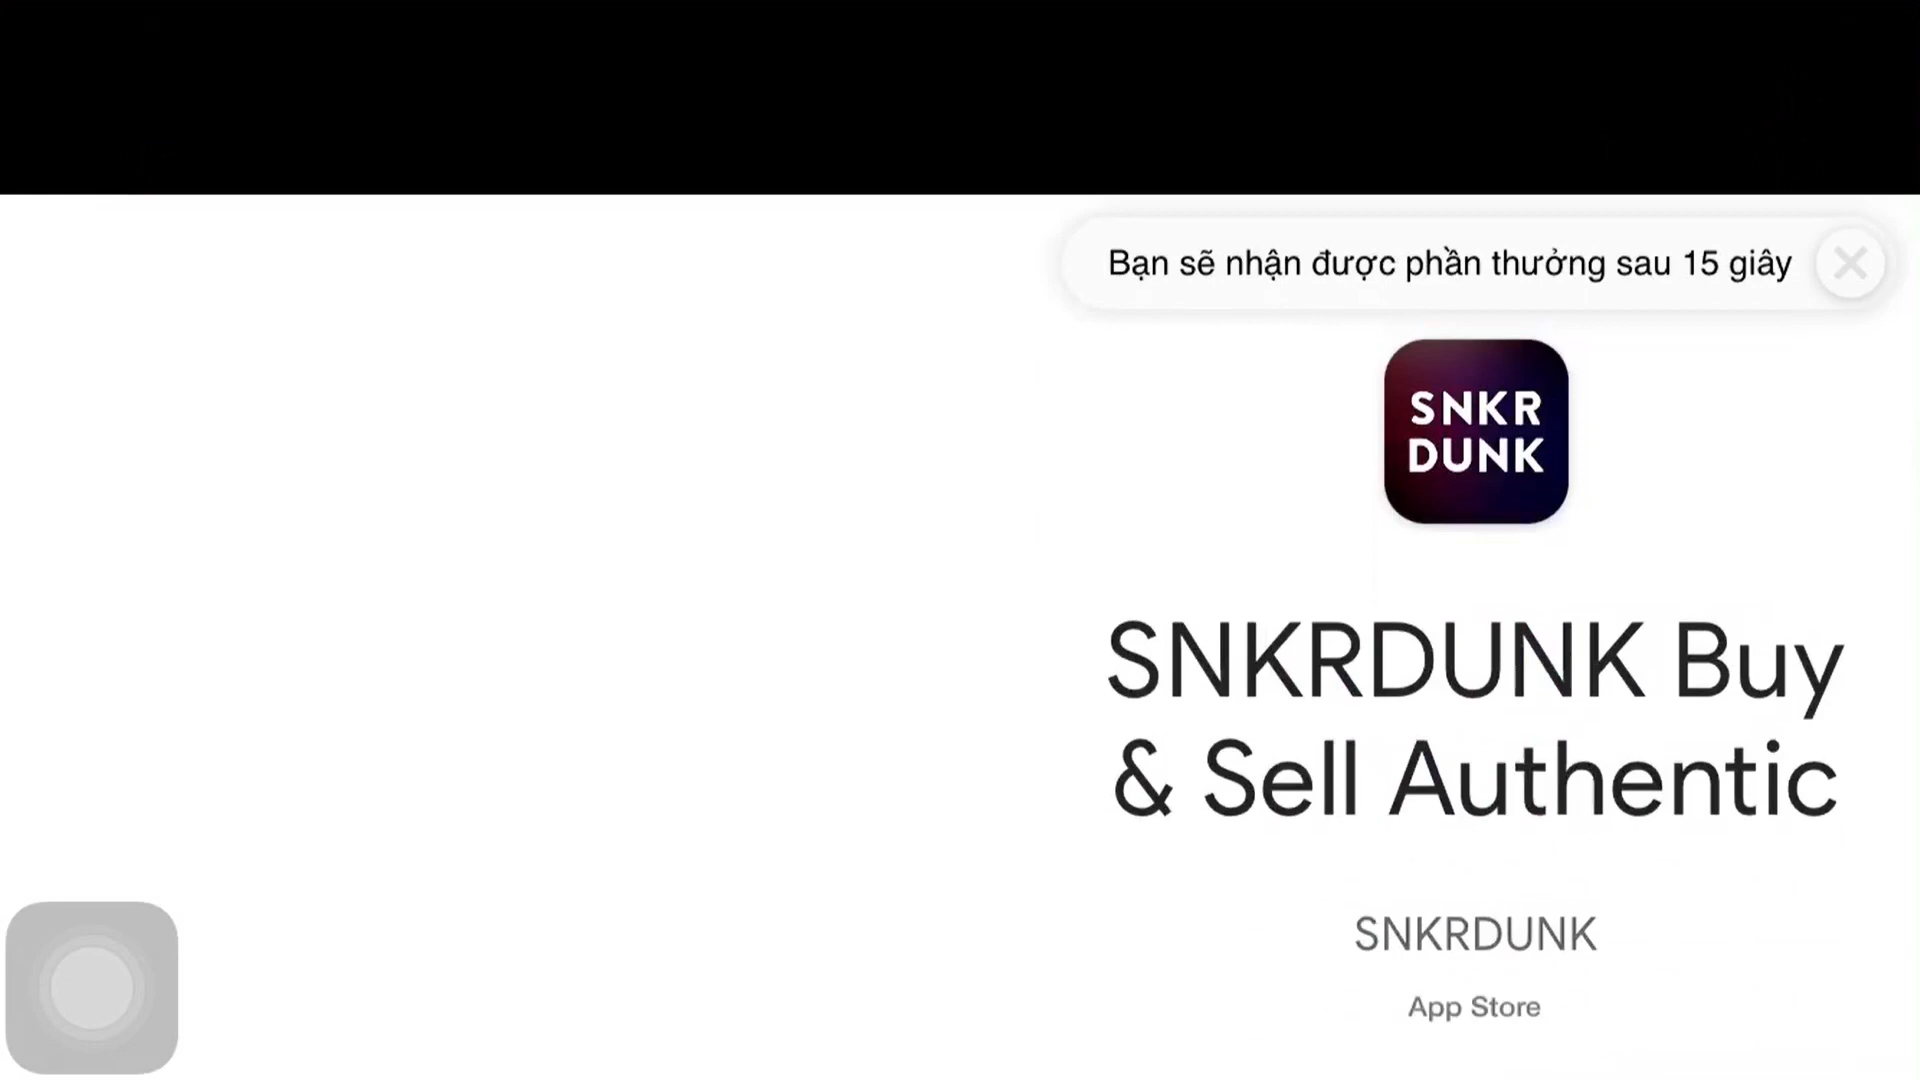 Bạn sẽ nhận được phần thưởng sau 15 giây
SNKR
DUNK
SNKRDUNK Buy
& Sell Authentic
SNKRDUNK
App Store